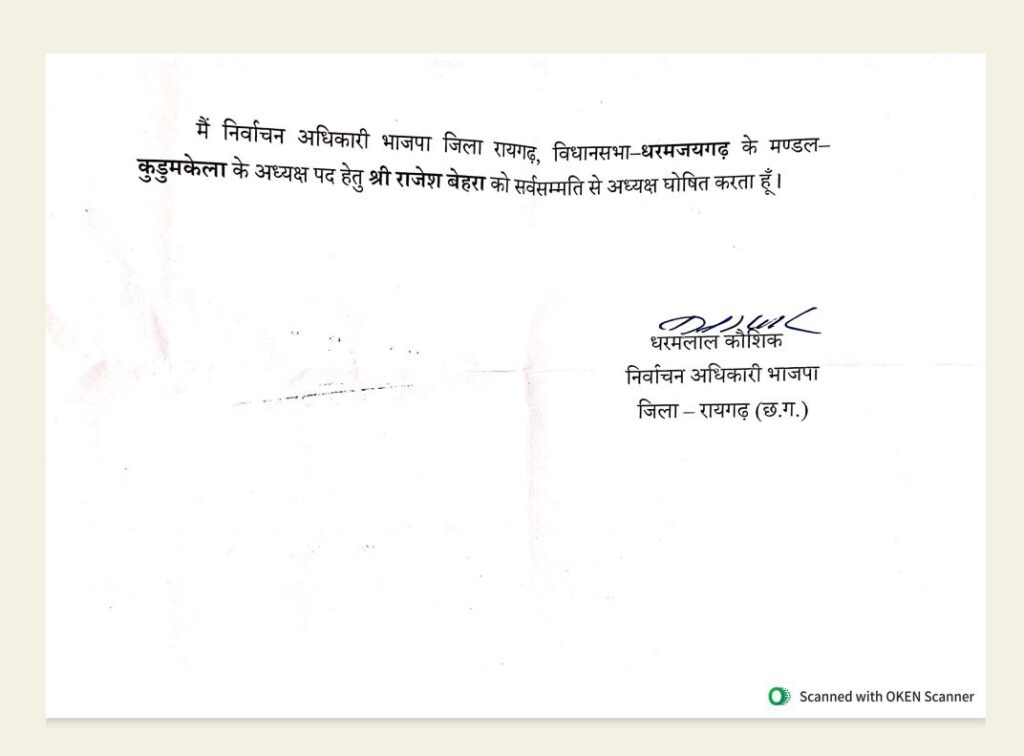 मैं निर्वाचन अधिकारी भाजपा जिला रायगढ़, विधानसभा–धरमजयगढ़ के मण्डल–
कुडुमकेला के अध्यक्ष पद हेतु श्री राजेश बेहरा को सर्वसम्मति से अध्यक्ष घोषित करता हूँ।
धरमलाल कौशिक
निर्वाचन अधिकारी भाजपा
जिला – रायगढ़ (छ.ग.)
Scanned with OKEN Scanner